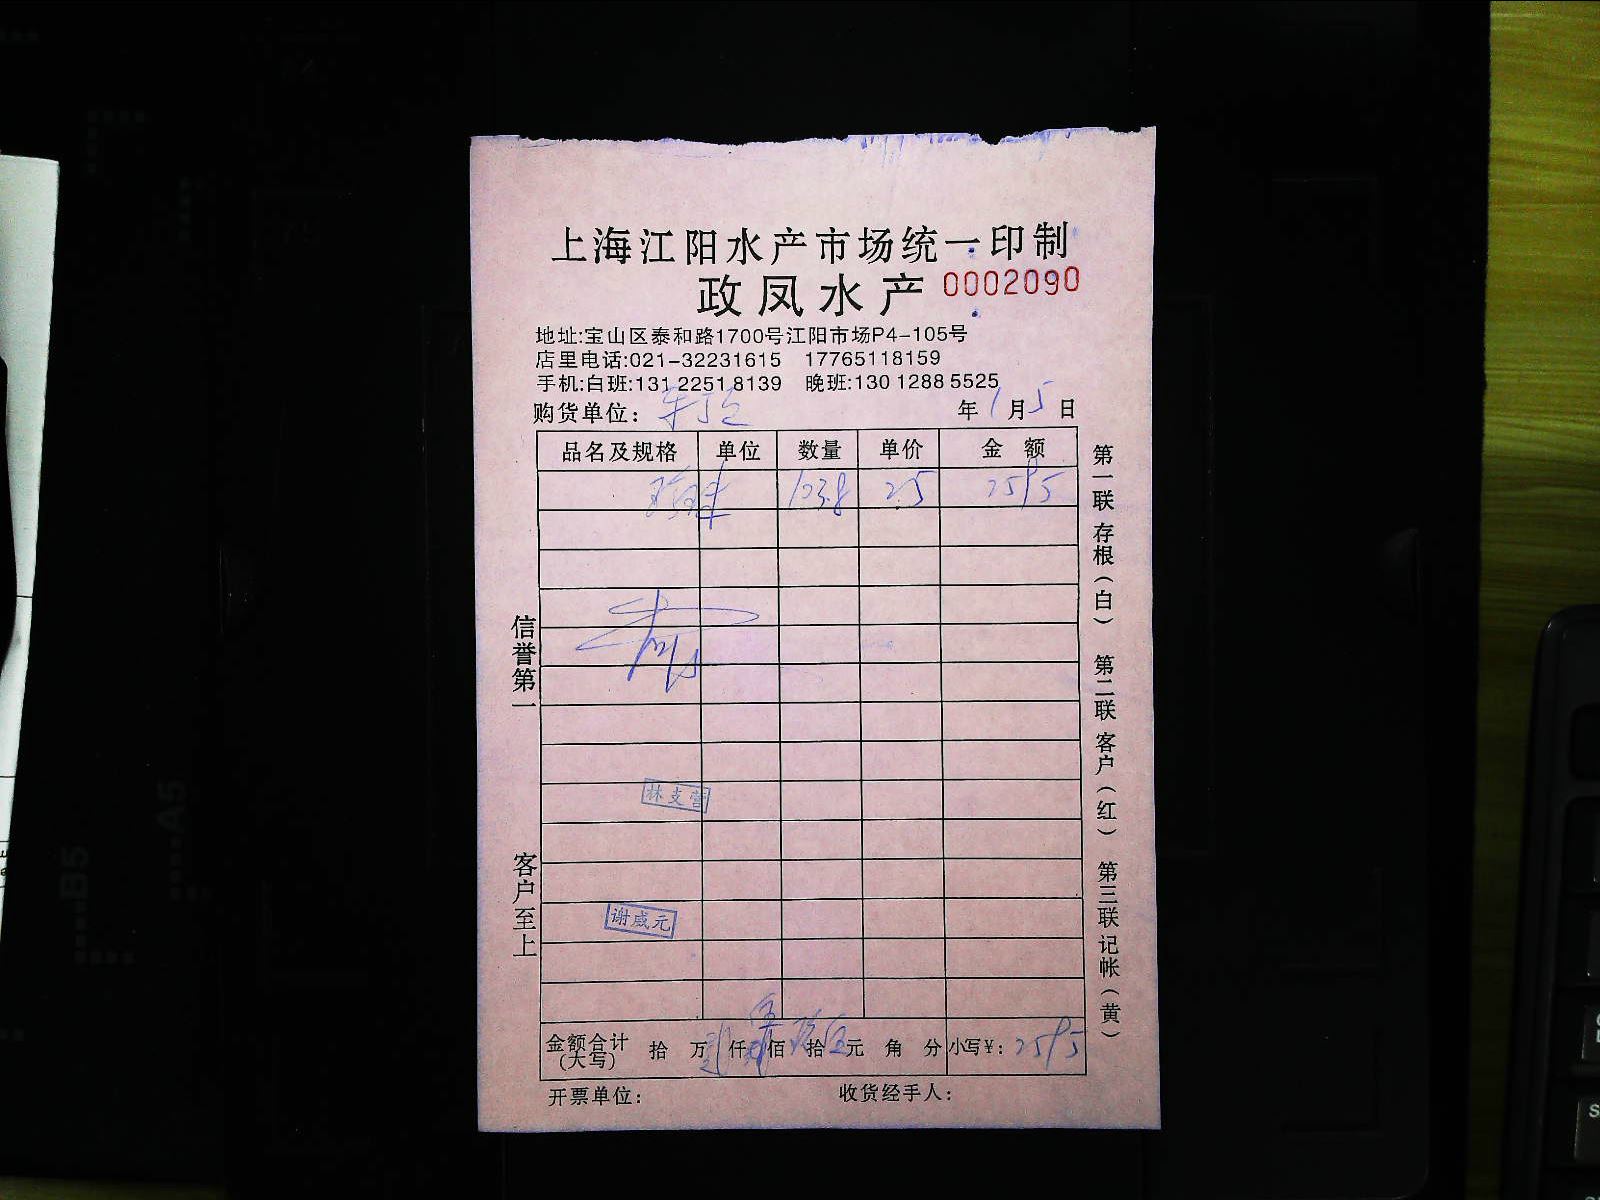 上海江阳水产市场统一印制
政凤水产 0002090
地址:宝山区泰和路1700号江阳市场P4-105号
店里电话:021-32231615 17765118159
手机:白班:131 2251 8139 晚班:130 1288 5525
购货单位: 年 1 月 5 日
品名及规格 单位 数量 单价 金额
103.8 25 2595
信誉第一
客户至上
林支营
谢威元
第一联存根(白) 第二联客户(红) 第三联记帐(黄)
金额合计(大写) 拾 万 仟 佰 拾 元 角 分 小写¥: 2595
开票单位: 收货经手人:
B5
A5